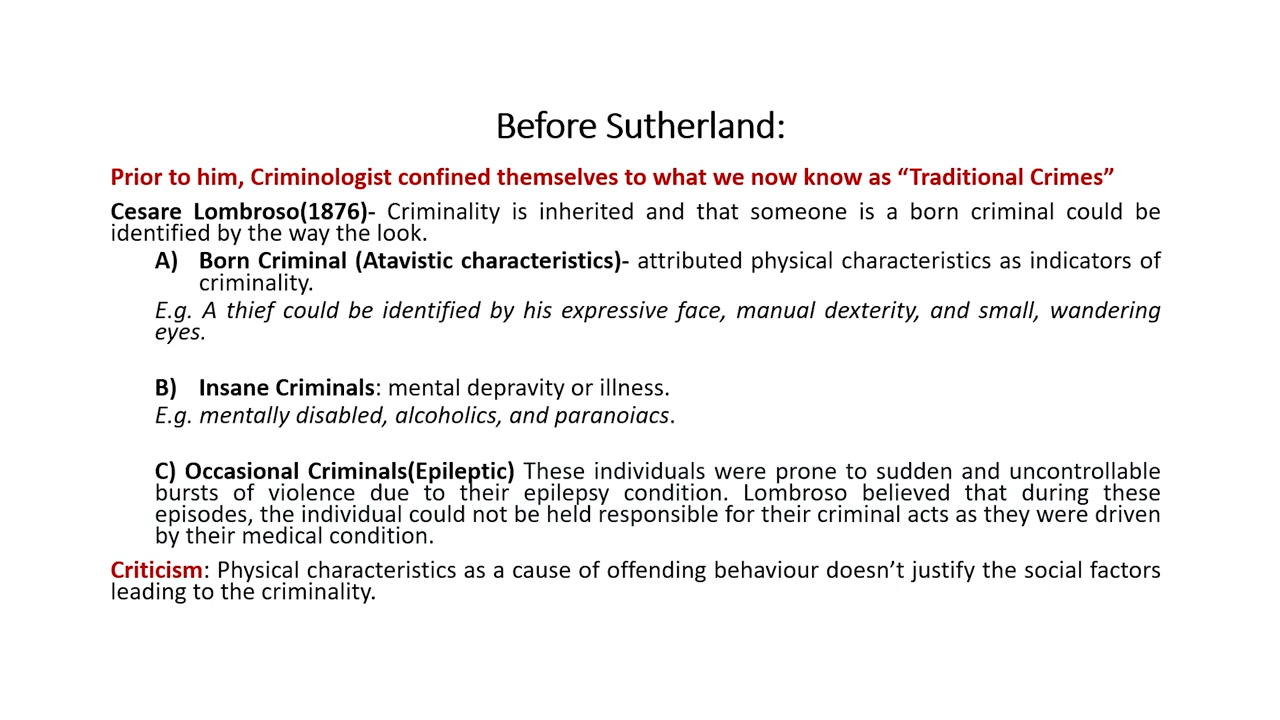 Before Sutherland:
Prior to him, Criminologist confined themselves to what we now know as “Traditional Crimes”
Cesare Lombroso(1876)- Criminality is inherited and that someone is a born criminal could be
identified by the way the look.
A) Born Criminal (Atavistic characteristics)- attributed physical characteristics as indicators of
criminality.
E.g. A thief could be identified by his expressive face, manual dexterity, and small, wandering
eyes.
B) Insane Criminals: mental depravity or illness.
E.g. mentally disabled, alcoholics, and paranoiacs.
C) Occasional Criminals(Epileptic) These individuals were prone to sudden and uncontrollable
bursts of violence due to their epilepsy condition. Lombroso believed that during these
episodes, the individual could not be held responsible for their criminal acts as they were driven
by their medical condition.
Criticism: Physical characteristics as a cause of offending behaviour doesn’t justify the social factors
leading to the criminality.